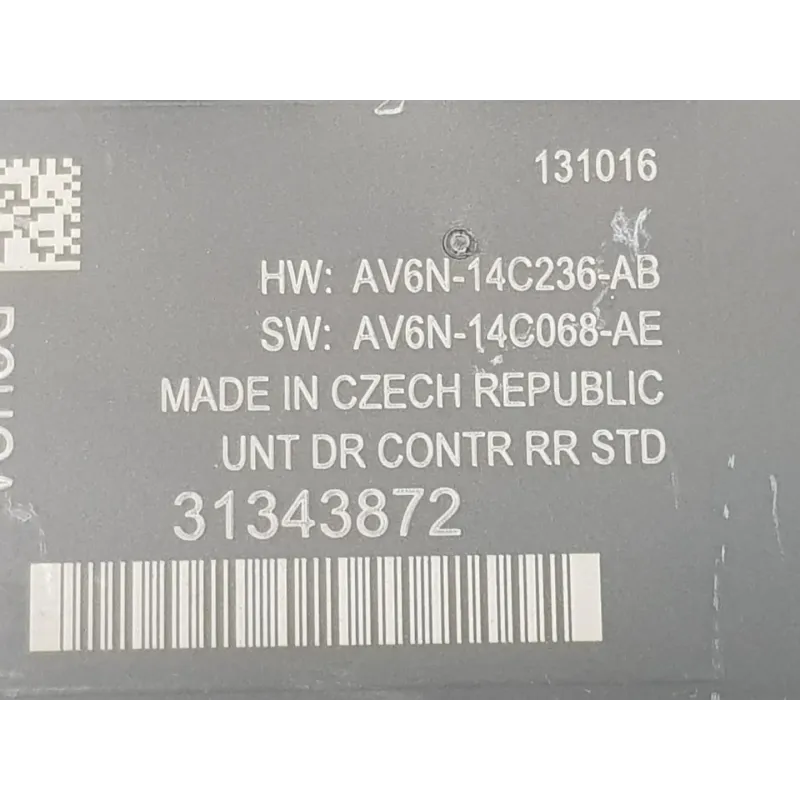 131016
HW: AV6N-14C236-AB
SW: AV6N-14C068-AE
MADE IN CZECH REPUBLIC
UNT DR CONTR RR STD
31343872